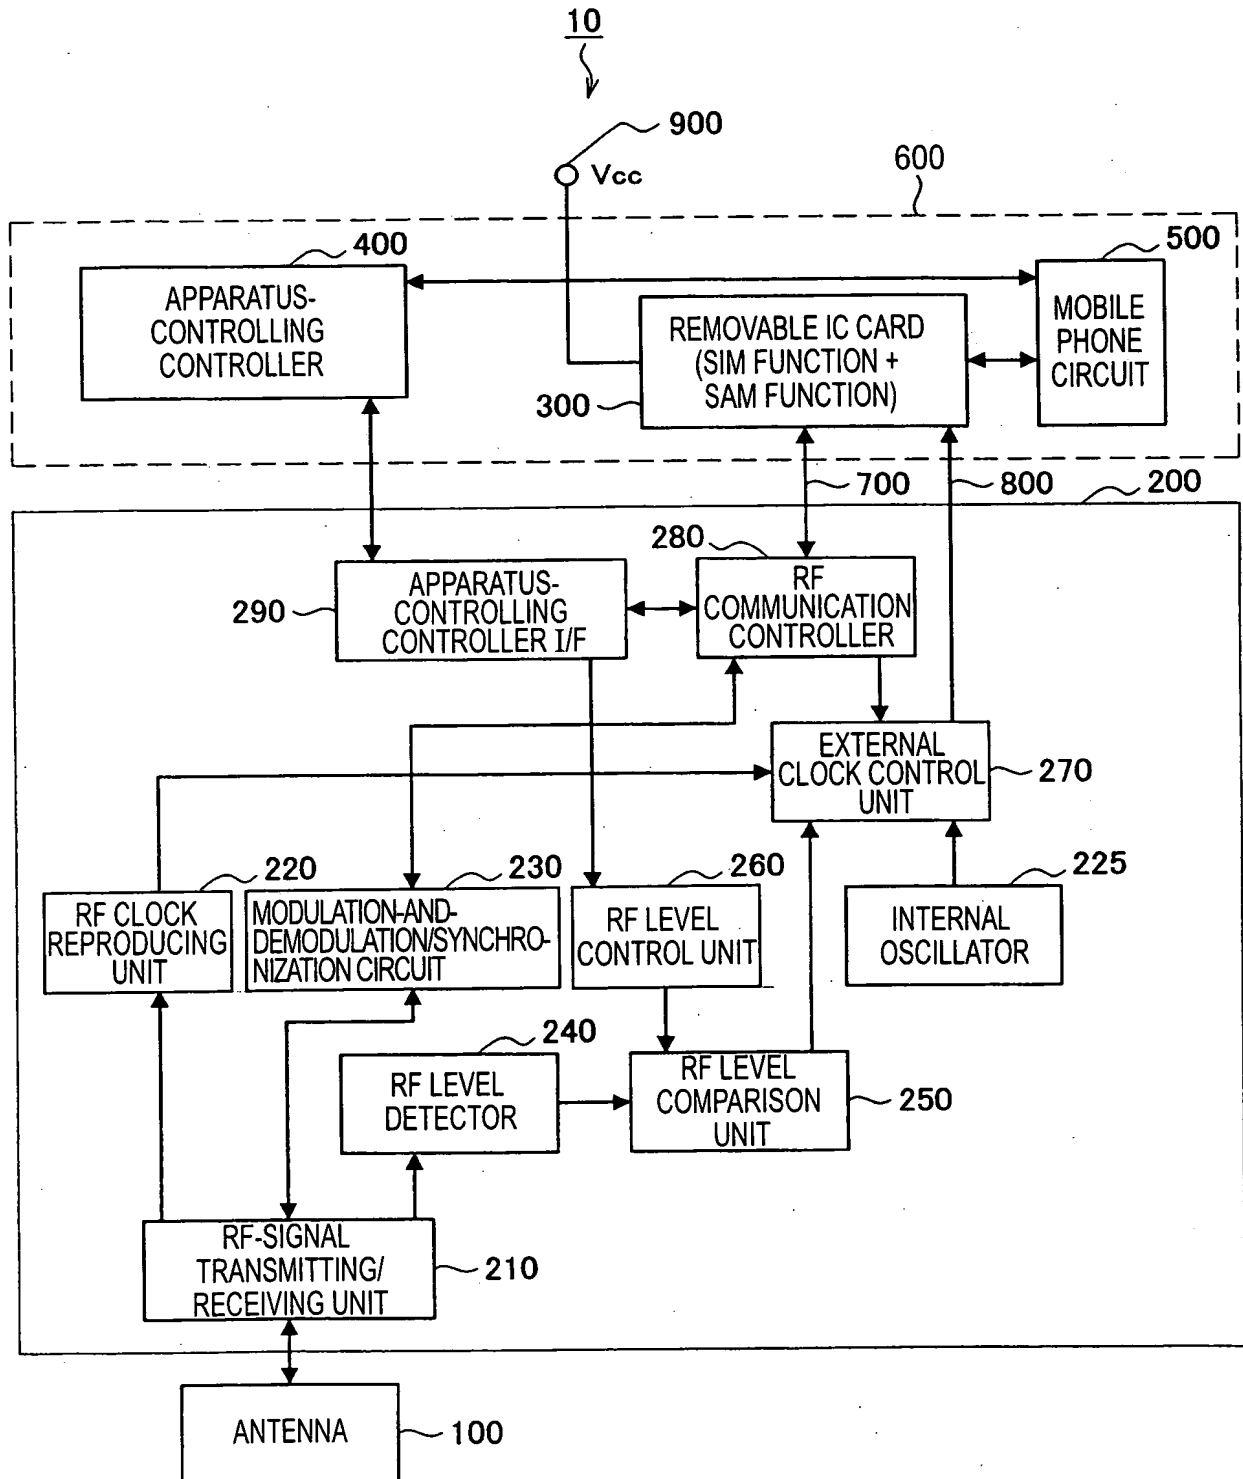 10
900
Vcc
600
400
500
APPARATUS-
CONTROLLING
CONTROLLER
REMOVABLE IC CARD
(SIM FUNCTION +
SAM FUNCTION)
300
MOBILE
PHONE
CIRCUIT
700
800
200
280
290
APPARATUS-
CONTROLLING
CONTROLLER I/F
RF
COMMUNICATION
CONTROLLER
EXTERNAL
CLOCK CONTROL
UNIT
270
220
230
260
225
RF CLOCK
REPRODUCING
UNIT
MODULATION-AND-
DEMODULATION/SYNCHRO-
NIZATION CIRCUIT
RF LEVEL
CONTROL UNIT
INTERNAL
OSCILLATOR
240
RF LEVEL
DETECTOR
RF LEVEL
COMPARISON
UNIT
250
RF-SIGNAL
TRANSMITTING/
RECEIVING UNIT
210
ANTENNA
100